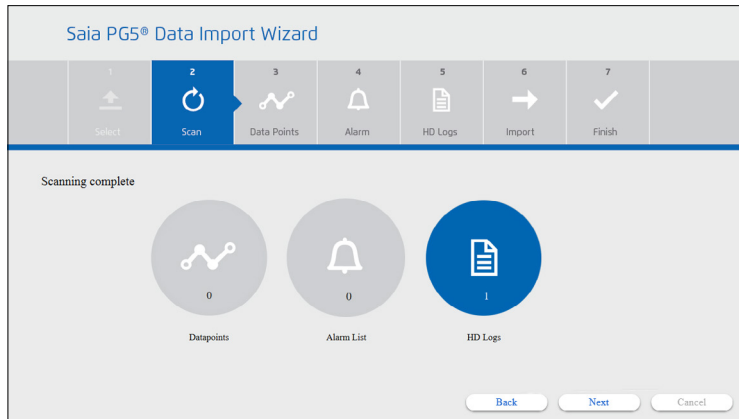 Saia PG5® Data Import Wizard
1 2 3 4 5 6 7
Select Scan Data Points Alarm HD Logs Import Finish
Scanning complete
0 0 1
Datapoints Alarm List HD Logs
Back Next Cancel